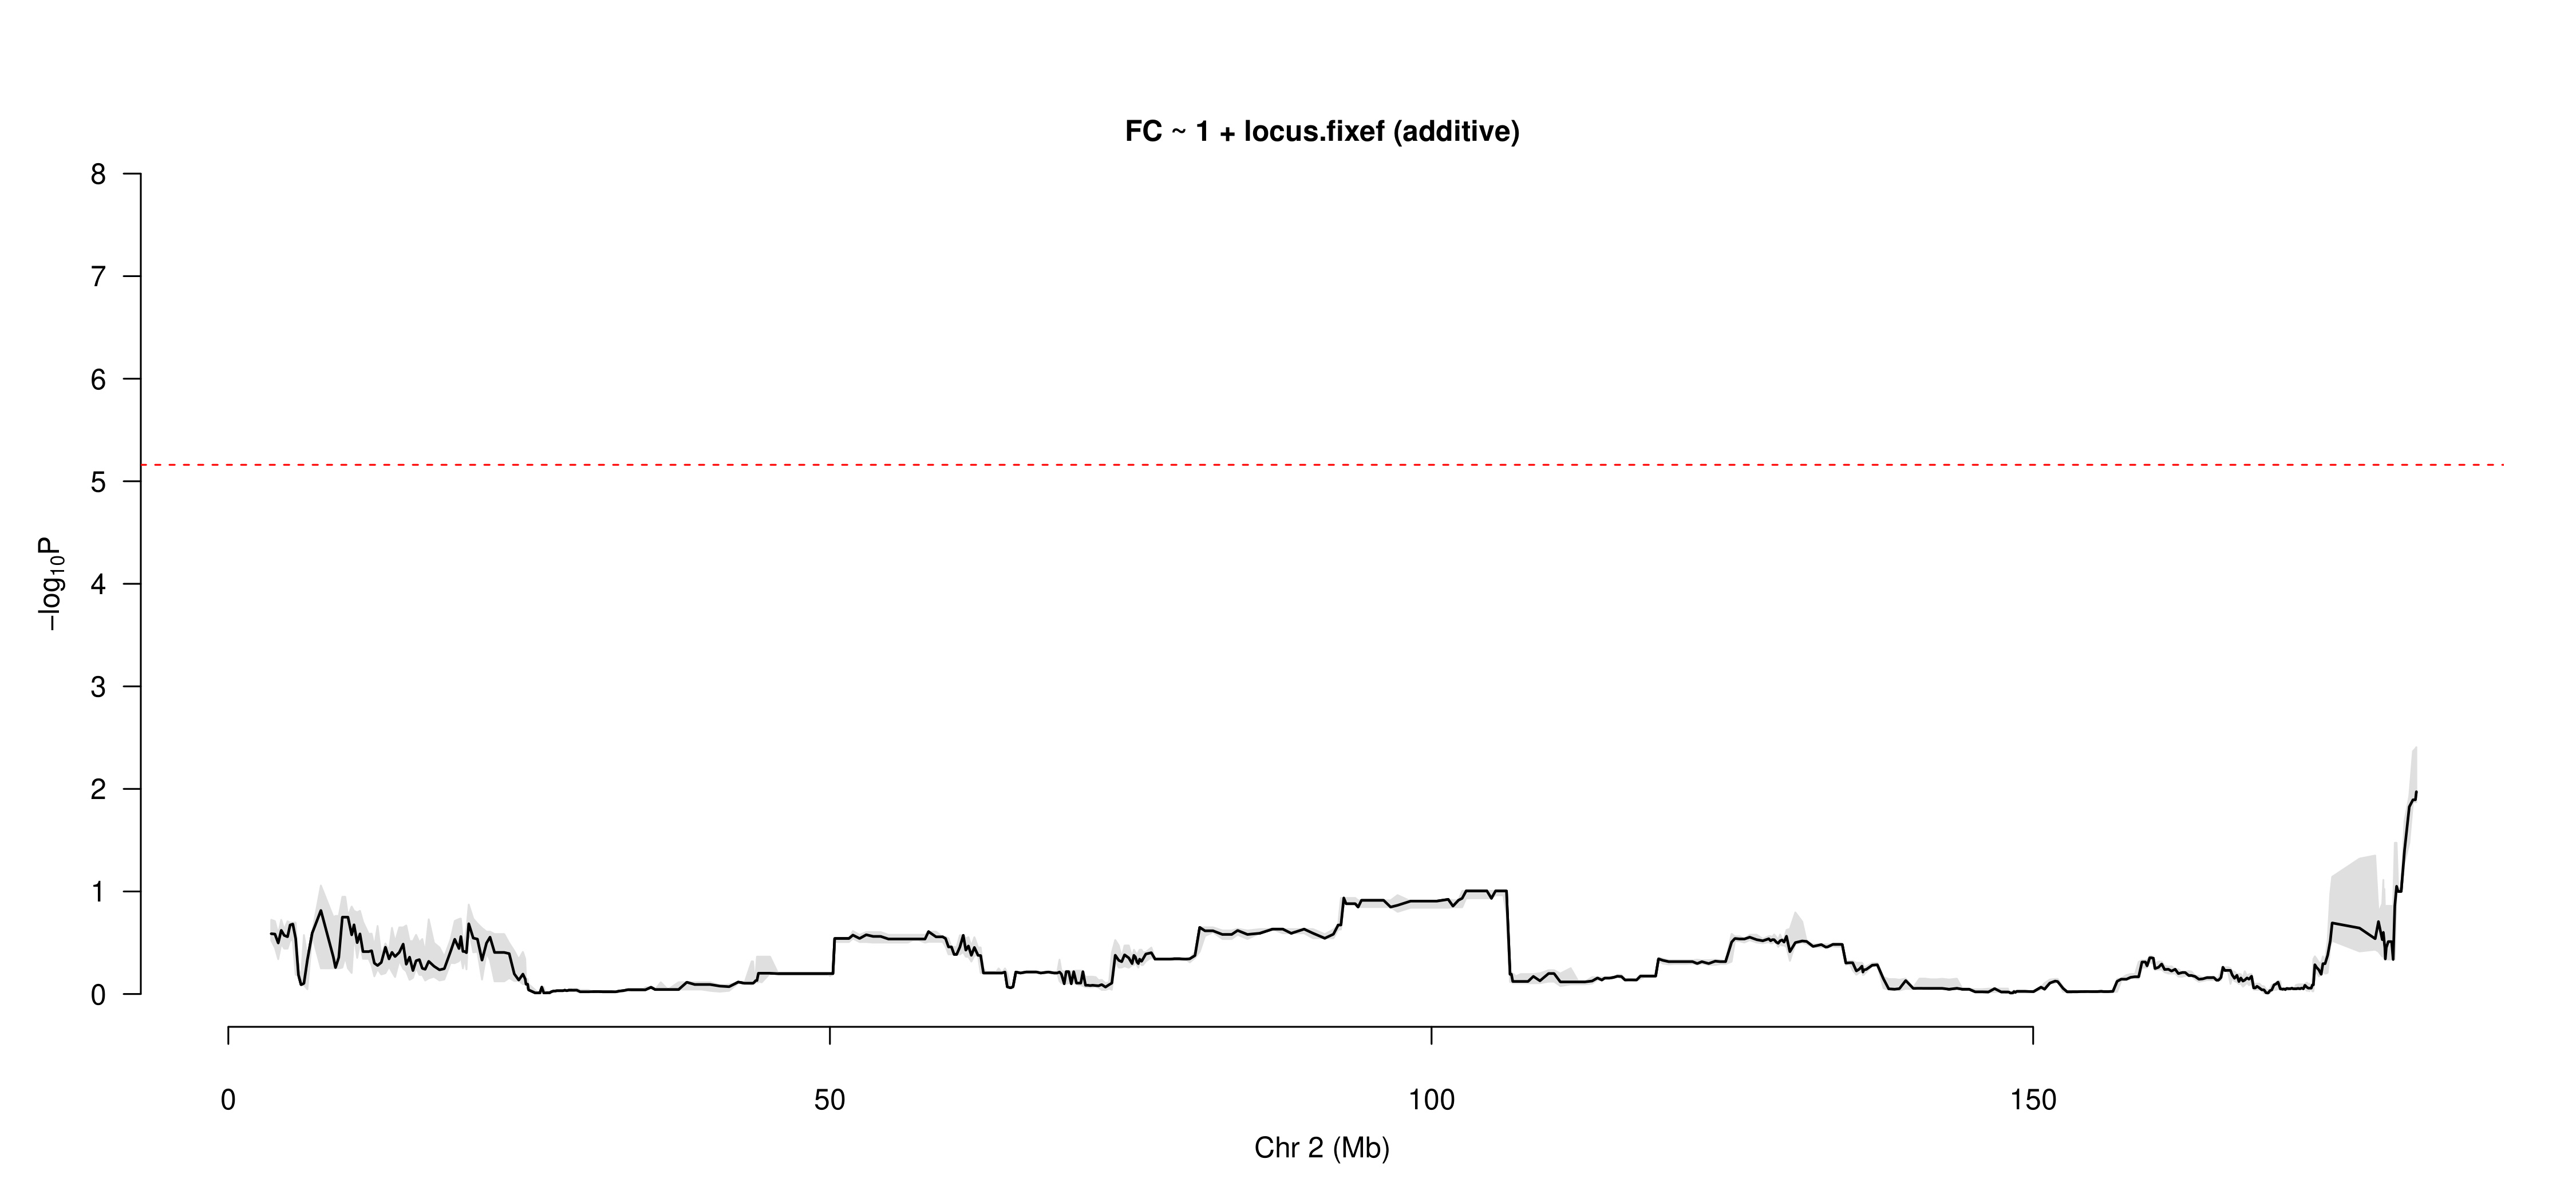 FC ~ 1 + locus.fixef (additive)
8
7
6
5
4
3
2
1
0
−log10P
0 50 100 150
Chr 2 (Mb)